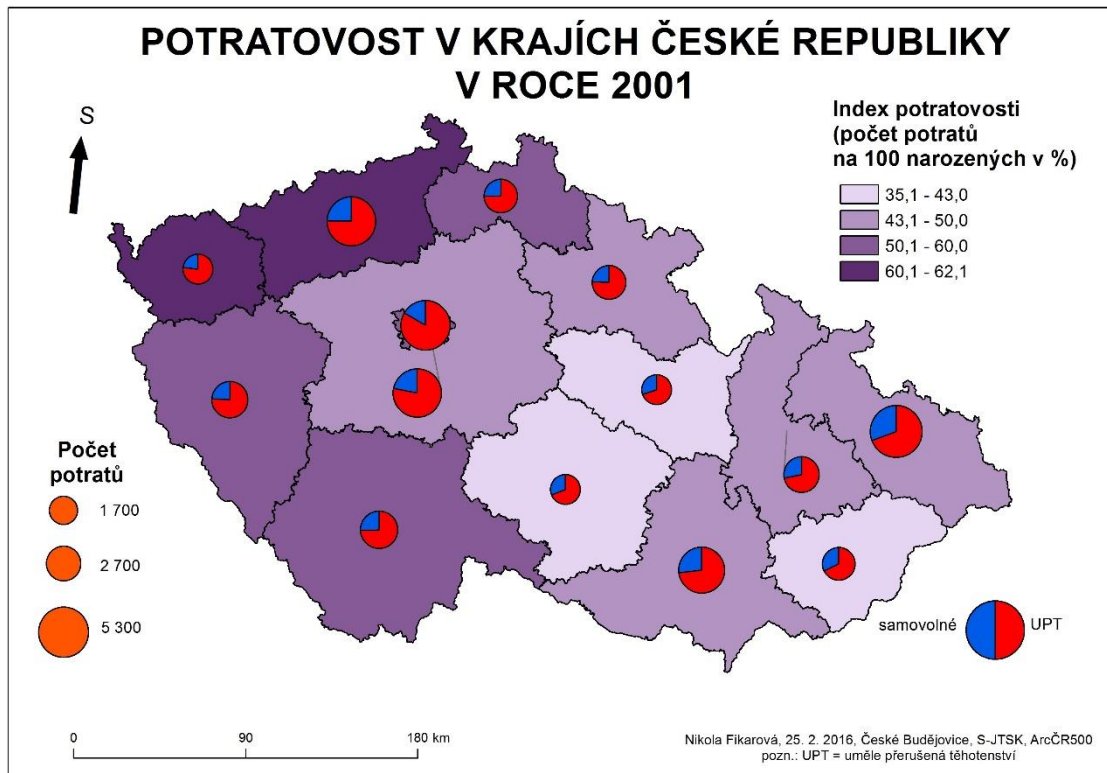 POTRATOVOST V KRAJÍCH ČESKÉ REPUBLIKY
V ROCE 2001
S
Index potratovosti
(počet potratů
na 100 narozených v %)
35,1 - 43,0
43,1 - 50,0
50,1 - 60,0
60,1 - 62,1
Počet
potratů
1 700
2 700
5 300
samovolné
UPT
0
90
180 km
Nikola Fikarová, 25. 2. 2016, České Budějovice, S-JTSK, ArcČR500
pozn.: UPT = uměle přerušená těhotenství